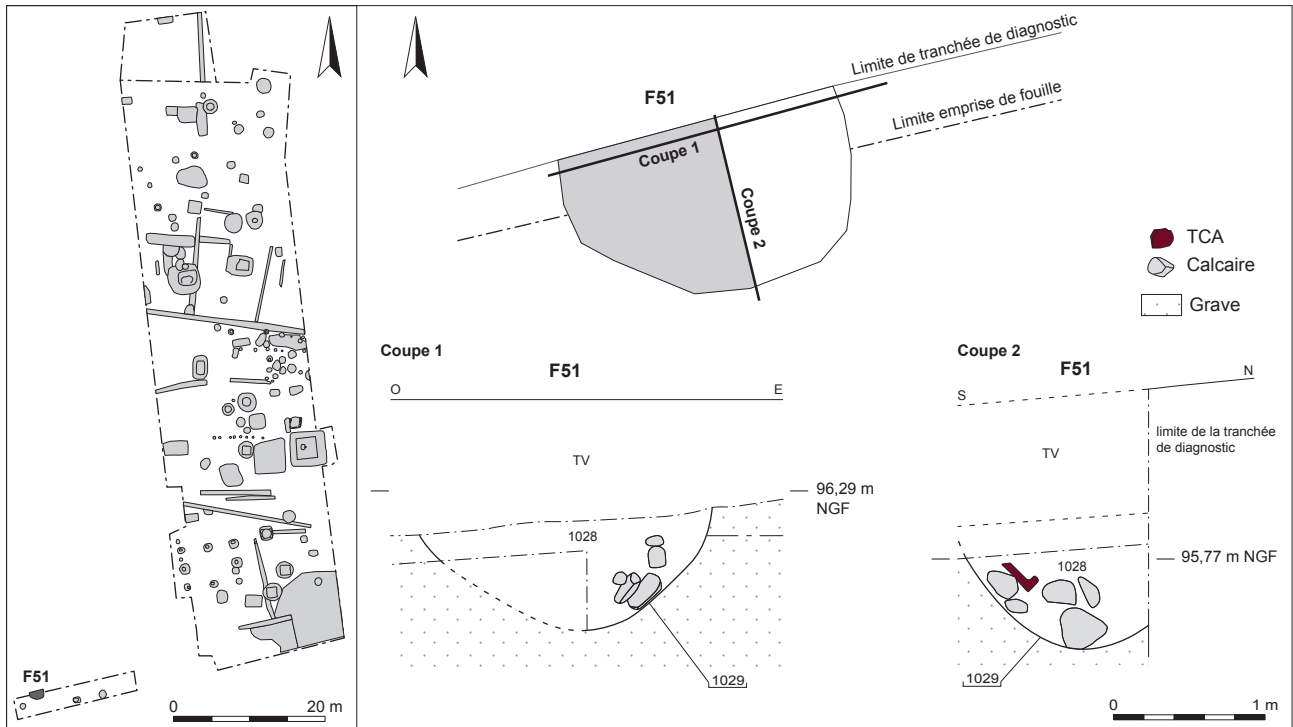 F51
0
20 m
Limite de tranchée de diagnostic
F51
Limite emprise de fouille
Coupe 1
Coupe 2
TCA
Calcaire
Grave
Coupe 1
F51
O
E
TV
96,29 m
NGF
1028
1029
Coupe 2
F51
S
N
TV
limite de la tranchée
de diagnostic
95,77 m NGF
1028
1029
0
1 m